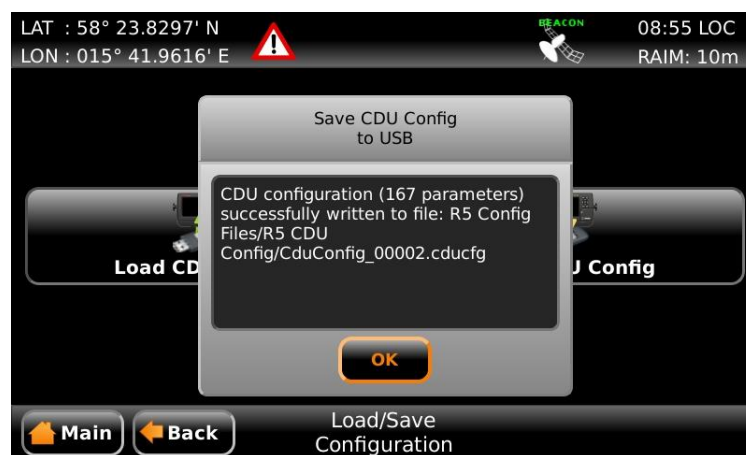 LAT : 58° 23.8297' N
LON : 015° 41.9616' E
BEACON
08:55 LOC
RAIM: 10m
Save CDU Config
to USB
CDU configuration (167 parameters)
successfully written to file: R5 Config
Files/R5 CDU
Config/CduConfig_00002.cducfg
Load CD
J Config
OK
Main
Back
Load/Save
Configuration